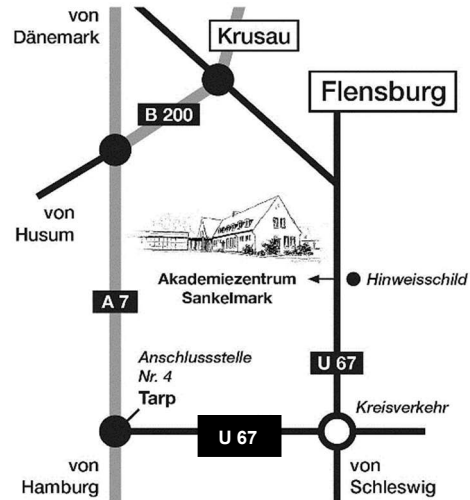 von
Dänemark
Krusau
Flensburg
B 200
von
Husum
Akademiezentrum
Sankelmark
Hinweisschild
A 7
Anschlussstelle
Nr. 4
Tarp
U 67
Kreisverkehr
U 67
von
Hamburg
von
Schleswig